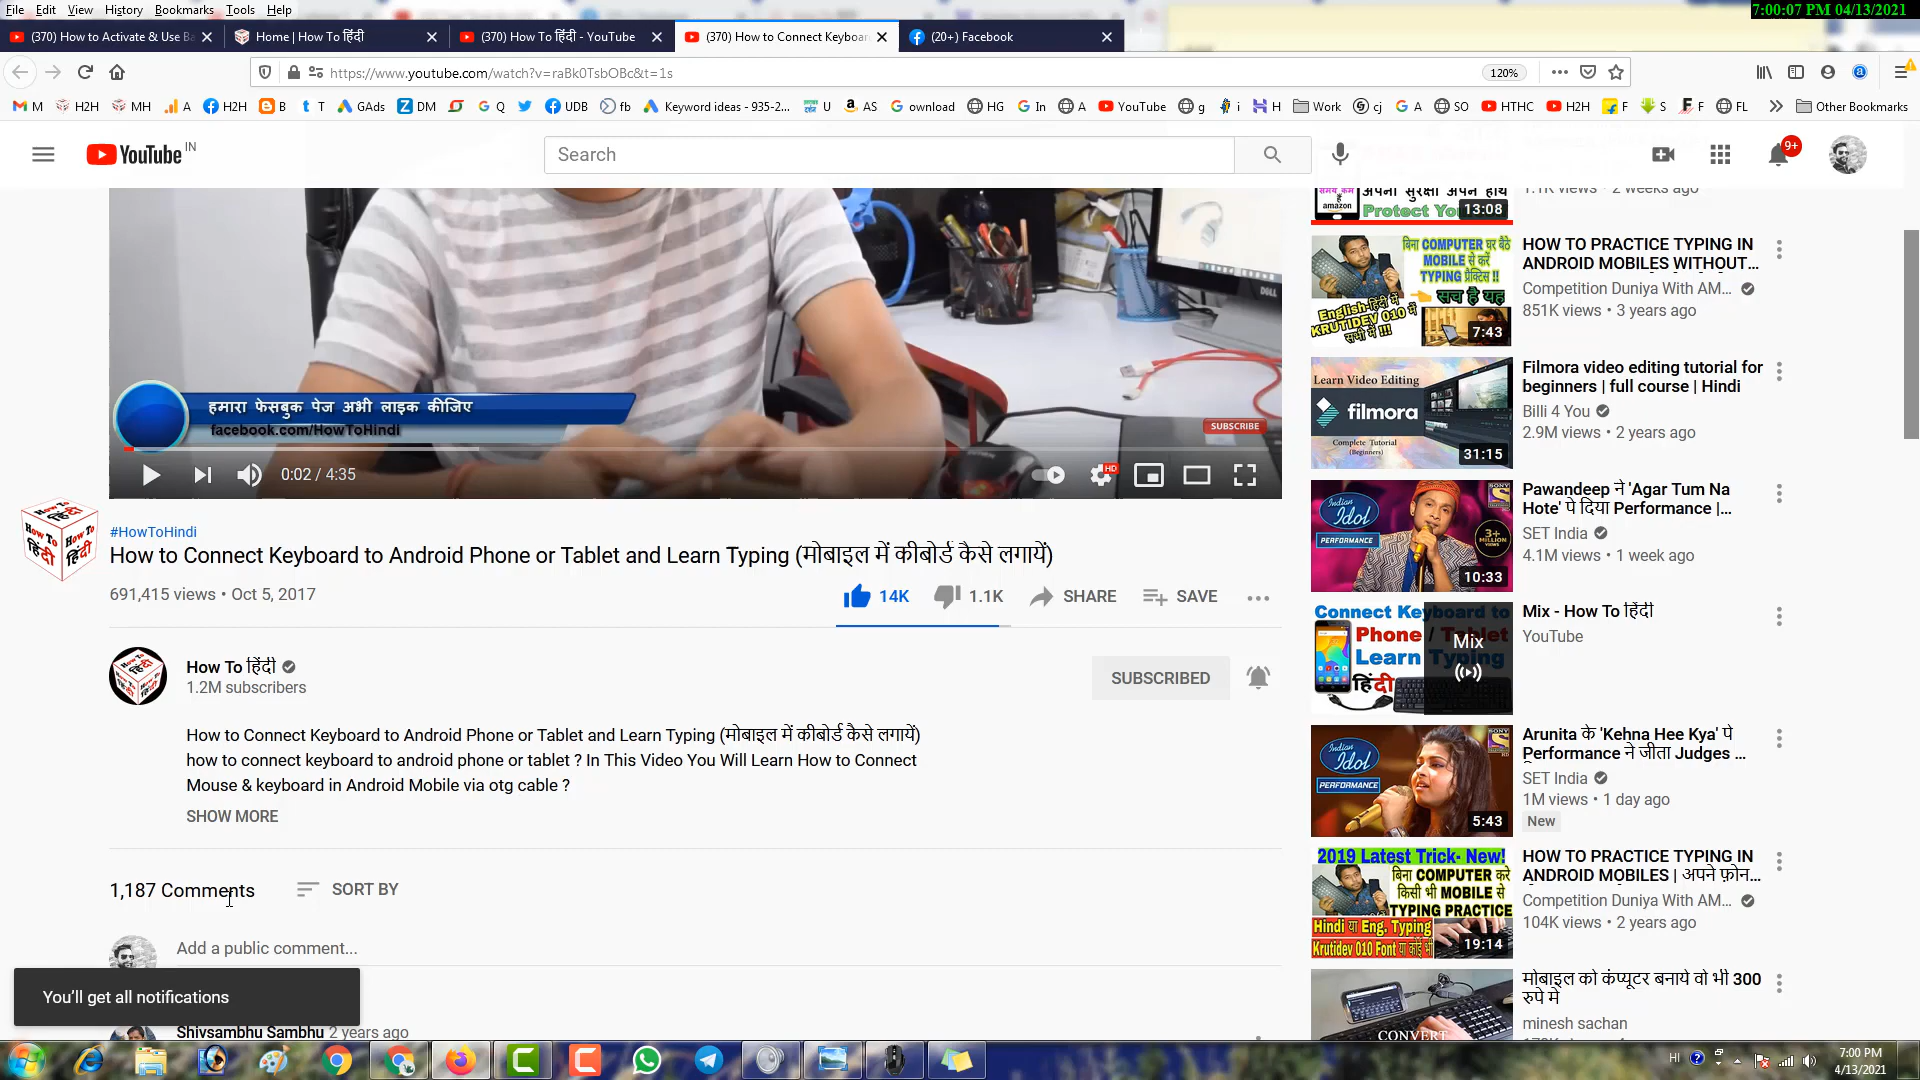 File Edit View History Bookmarks Tools Help
7:00:07 PM 04/13/2021
(370) How to Activate & Use Ba
Home | How To हिंदी
(370) How To हिंदी - YouTube
(370) How to Connect Keyboar
(20+) Facebook
https://www.youtube.com/watch?v=raBk0TsbOBc&t=1s
120%
M M H2H MH A H2H B t T GAds DM G Q UDB fb Keyword ideas - 935-2... U AS ownload HG In A YouTube g i H Work cj G A SO HTHC H2H F S F FL Other Bookmarks
YouTube IN
Search
9+
हमारा फेसबुक पेज अभी लाइक कीजिए
facebook.com/HowToHindi
SUBSCRIBE
DELL
0:02 / 4:35
HD
#HowToHindi
How to Connect Keyboard to Android Phone or Tablet and Learn Typing (मोबाइल में कीबोर्ड कैसे लगायें)
691,415 views • Oct 5, 2017
14K 1.1K SHARE SAVE
How To हिंदी
1.2M subscribers
SUBSCRIBED
How to Connect Keyboard to Android Phone or Tablet and Learn Typing (मोबाइल में कीबोर्ड कैसे लगायें)
how to connect keyboard to android phone or tablet ? In This Video You Will Learn How to Connect
Mouse & keyboard in Android Mobile via otg cable ?
SHOW MORE
1,187 Comments SORT BY
Add a public comment...
You'll get all notifications
Shivsambhu Sambhu 2 years ago
1.1K views • 2 weeks ago
अपनी सुरक्षा अपने हाथ
amazon
Protect Yo
13:08
बिना COMPUTER घर बैठे
MOBILE से करें
TYPING प्रैक्टिस !!
सच है यह
English-हिंदी में
KRUTIDEV 010 में
सभी में !!!
7:43
HOW TO PRACTICE TYPING IN
ANDROID MOBILES WITHOUT...
Competition Duniya With AM...
851K views • 3 years ago
Learn Video Editing
filmora
Complete Tutorial
(Beginners)
31:15
Filmora video editing tutorial for
beginners | full course | Hindi
Billi 4 You
2.9M views • 2 years ago
Indian
Idol
PERFORMANCE
3+
MILLION
VIEWS
10:33
Pawandeep ने 'Agar Tum Na
Hote' पे दिया Performance |...
SET India
4.1M views • 1 week ago
Connect Keyboard to
Phone / Tablet
Learn Typing
हिंदी
Mix
Mix - How To हिंदी
YouTube
Indian
Idol
PERFORMANCE
5:43
Arunita के 'Kehna Hee Kya' पे
Performance ने जीता Judges ...
SET India
1M views • 1 day ago
New
2019 Latest Trick- New!
बिना COMPUTER करे
किसी भी MOBILE से
TYPING PRACTICE
Hindi या Eng. Typing
Krutidev 010 Font या कोई भी
19:14
HOW TO PRACTICE TYPING IN
ANDROID MOBILES | अपने फ़ोन...
Competition Duniya With AM...
104K views • 2 years ago
CONVERT
मोबाइल को कंप्यूटर बनाये वो भी 300
रुपे मे
minesh sachan
HI
7:00 PM
4/13/2021